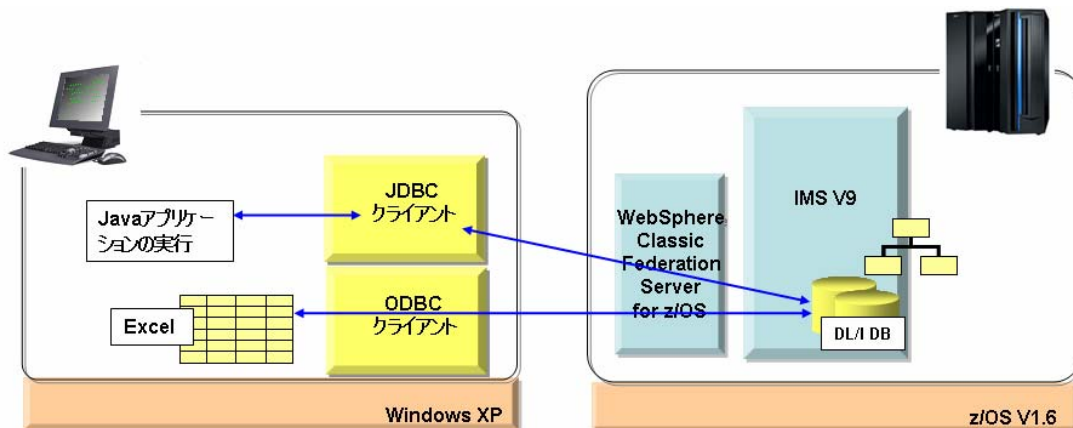 JDBC
クライアント
Javaアプリケー
ションの実行
ODBC
クライアント
Excel
Windows XP
WebSphere
Classic
Federation
Server
for z/OS
IMS V9
DL/I DB
z/OS V1.6